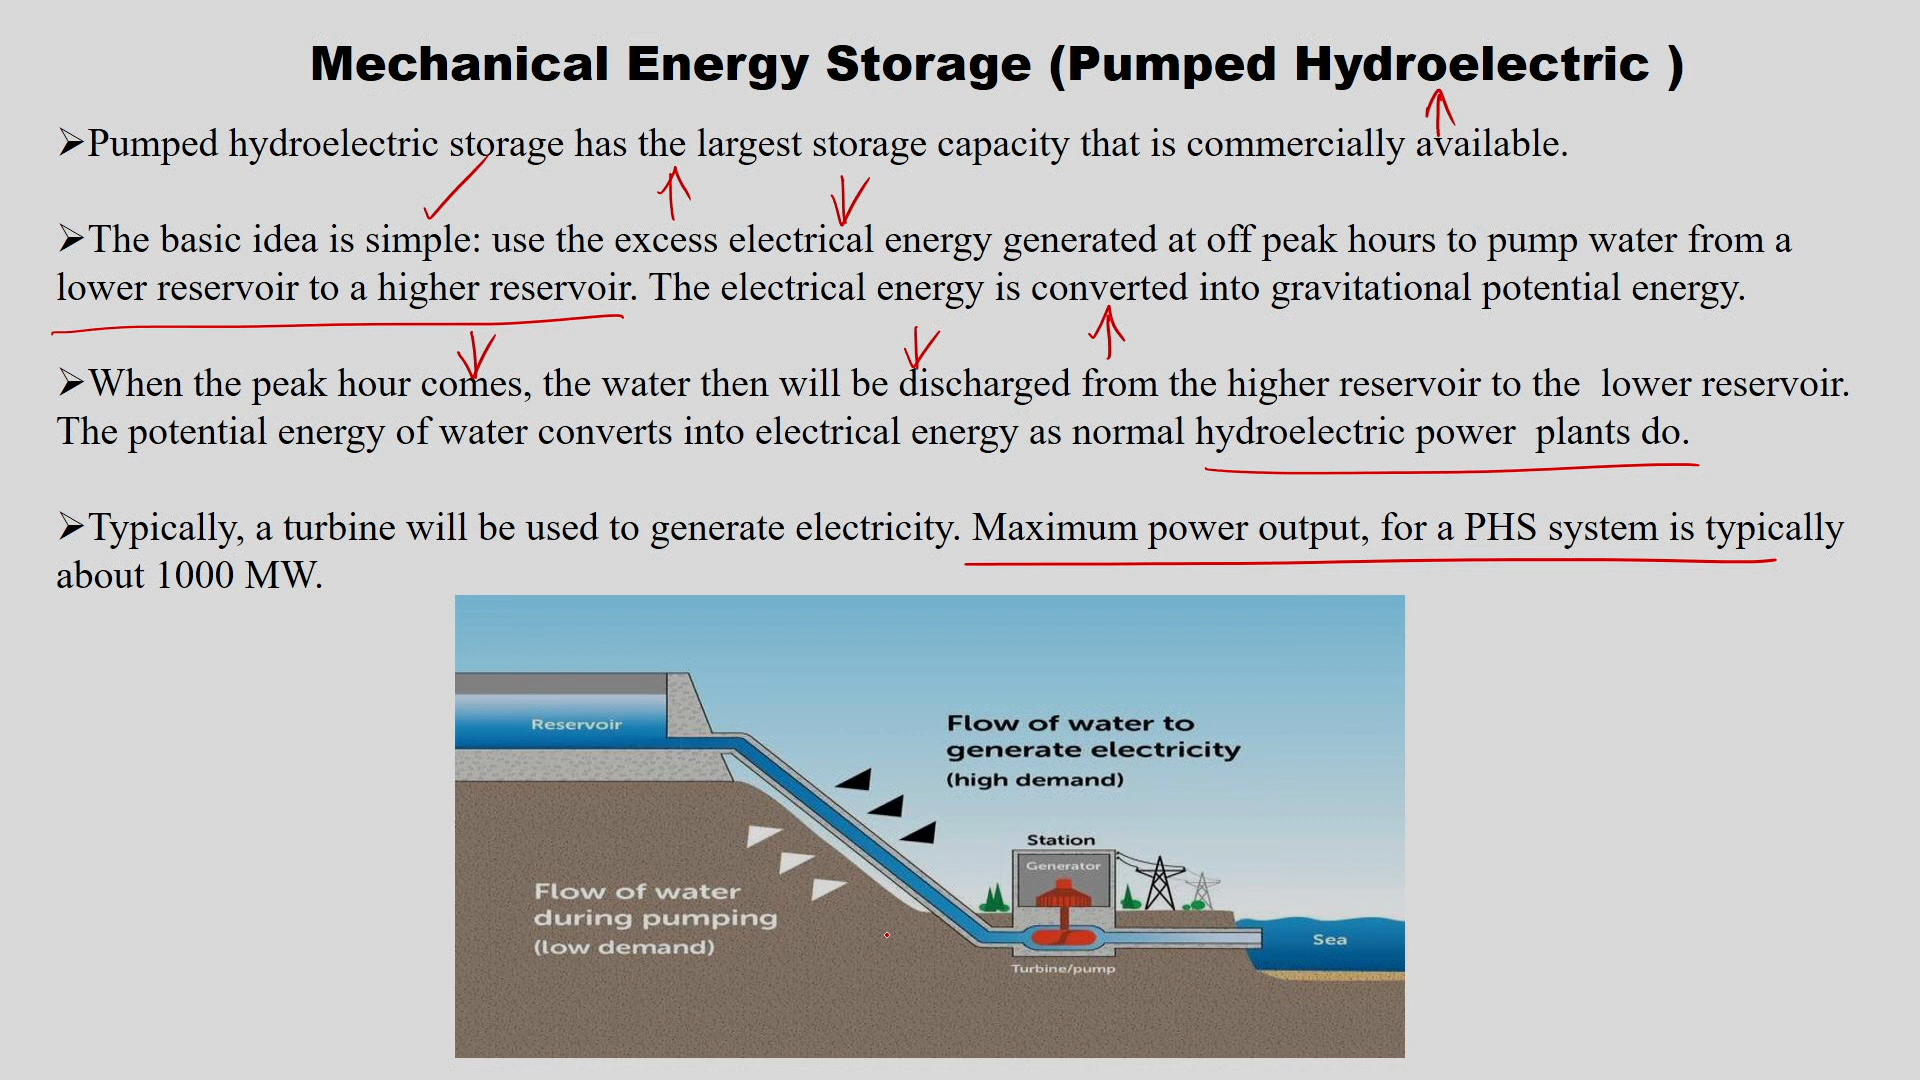 Mechanical Energy Storage (Pumped Hydroelectric )
➢Pumped hydroelectric storage has the largest storage capacity that is commercially available.
➢The basic idea is simple: use the excess electrical energy generated at off peak hours to pump water from a
lower reservoir to a higher reservoir. The electrical energy is converted into gravitational potential energy.
➢When the peak hour comes, the water then will be discharged from the higher reservoir to the lower reservoir.
The potential energy of water converts into electrical energy as normal hydroelectric power plants do.
➢Typically, a turbine will be used to generate electricity. Maximum power output, for a PHS system is typically
about 1000 MW.
Reservoir
Flow of water to
generate electricity
(high demand)
Station
Generator
Flow of water
during pumping
(low demand)
Sea
Turbine/pump